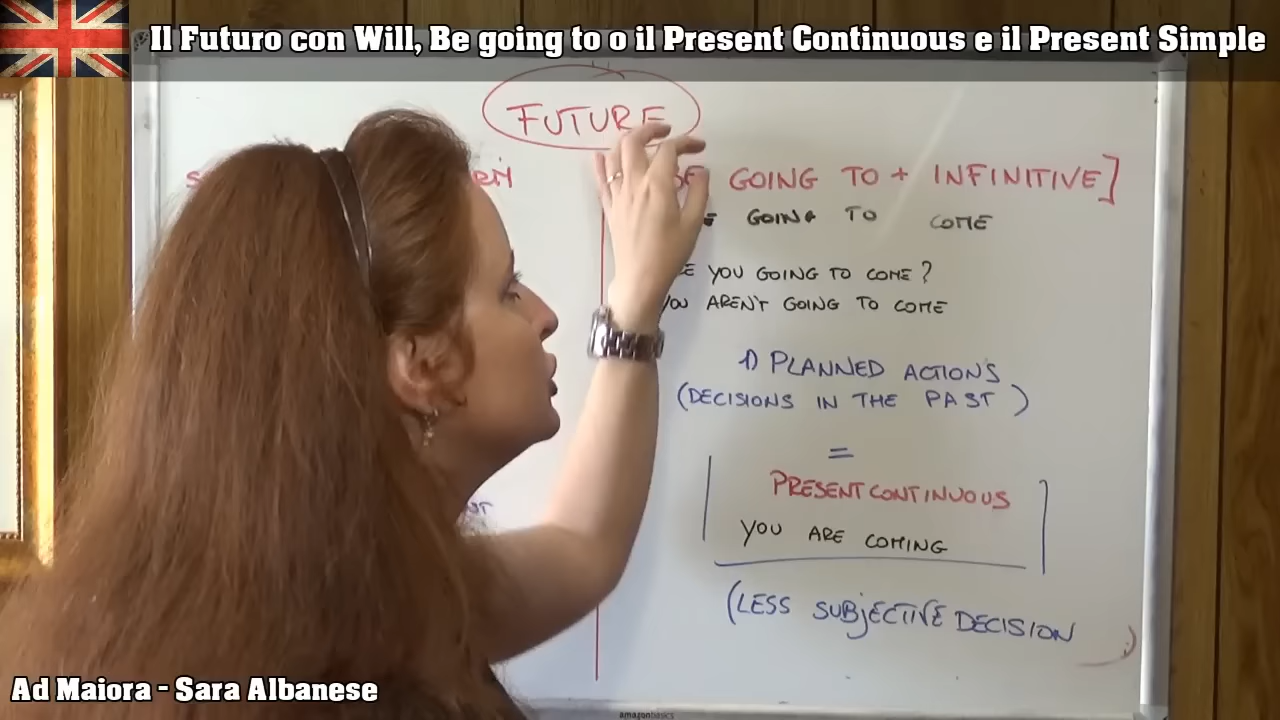 Il Futuro con Will, Be going to o il Present Continuous e il Present Simple
FUTURE
GOING TO + INFINITIVE]
GOING TO COME
YOU GOING TO COME?
YOU AREN'T GOING TO COME
1) PLANNED ACTIONS
(DECISIONS IN THE PAST)
=
PRESENT CONTINUOUS
YOU ARE COMING
(LESS SUBJECTIVE DECISION)
Ad Maiora - Sara Albanese
amazonbasics